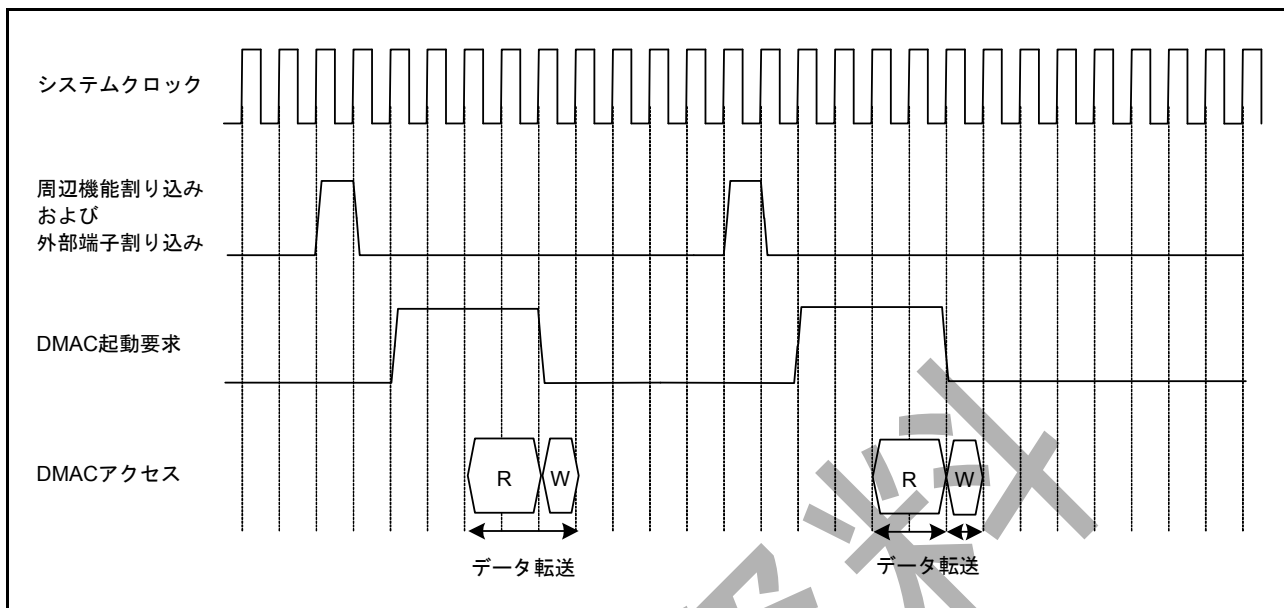 システムクロック
周辺機能割り込み
および
外部端子割り込み
DMAC起動要求
DMACアクセス
R
W
R
W
データ転送
データ転送
料